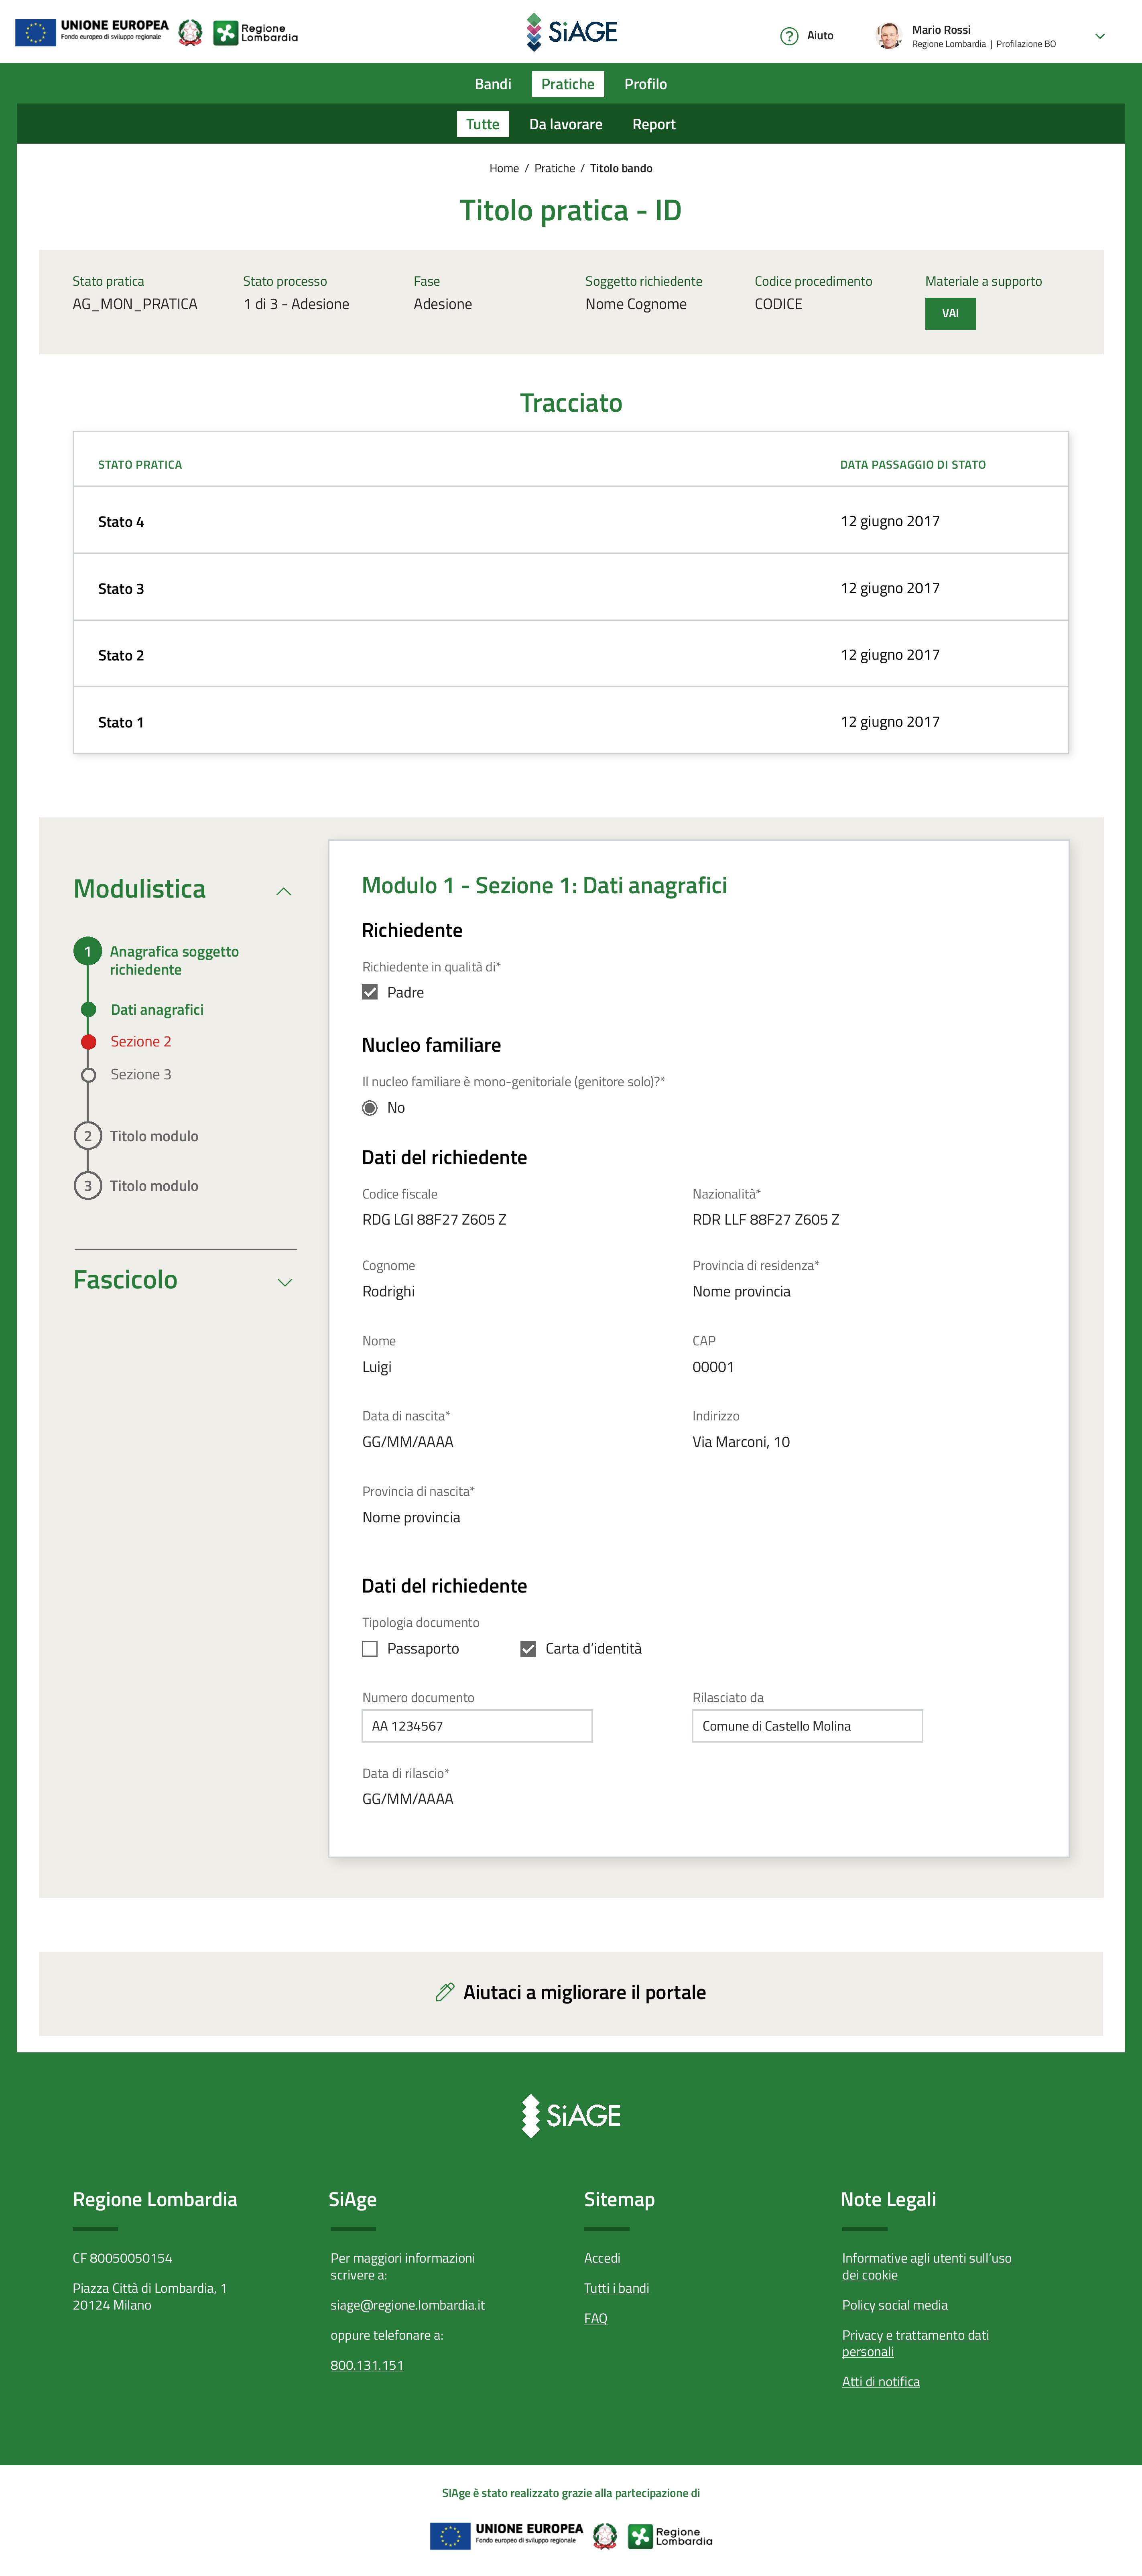 UNIONE EUROPEA
Fondo europeo di sviluppo regionale
Regione
Lombardia
SiAGE
? Aiuto
Mario Rossi
Regione Lombardia | Profilazione BO
Bandi Pratiche Profilo
Tutte Da lavorare Report
Home / Pratiche / Titolo bando
Titolo pratica - ID
Stato pratica Stato processo Fase Soggetto richiedente Codice procedimento Materiale a supporto
AG_MON_PRATICA 1 di 3 - Adesione Adesione Nome Cognome CODICE VAI
Tracciato
STATO PRATICA DATA PASSAGGIO DI STATO
Stato 4 12 giugno 2017
Stato 3 12 giugno 2017
Stato 2 12 giugno 2017
Stato 1 12 giugno 2017
Modulistica
1 Anagrafica soggetto
richiedente
Dati anagrafici
Sezione 2
Sezione 3
2 Titolo modulo
3 Titolo modulo
Fascicolo
Modulo 1 - Sezione 1: Dati anagrafici
Richiedente
Richiedente in qualità di*
Padre
Nucleo familiare
Il nucleo familiare è mono-genitoriale (genitore solo)?*
No
Dati del richiedente
Codice fiscale Nazionalità*
RDG LGI 88F27 Z605 Z RDR LLF 88F27 Z605 Z
Cognome Provincia di residenza*
Rodrighi Nome provincia
Nome CAP
Luigi 00001
Data di nascita* Indirizzo
GG/MM/AAAA Via Marconi, 10
Provincia di nascita*
Nome provincia
Dati del richiedente
Tipologia documento
Passaporto Carta d’identità
Numero documento Rilasciato da
AA 1234567 Comune di Castello Molina
Data di rilascio*
GG/MM/AAAA
Aiutaci a migliorare il portale
SiAGE
Regione Lombardia
CF 80050050154
Piazza Città di Lombardia, 1
20124 Milano
SiAge
Per maggiori informazioni
scrivere a:
siage@regione.lombardia.it
oppure telefonare a:
800.131.151
Sitemap
Accedi
Tutti i bandi
FAQ
Note Legali
Informative agli utenti sull’uso
dei cookie
Policy social media
Privacy e trattamento dati
personali
Atti di notifica
SIAge è stato realizzato grazie alla partecipazione di
UNIONE EUROPEA
Fondo europeo di sviluppo regionale
Regione
Lombardia